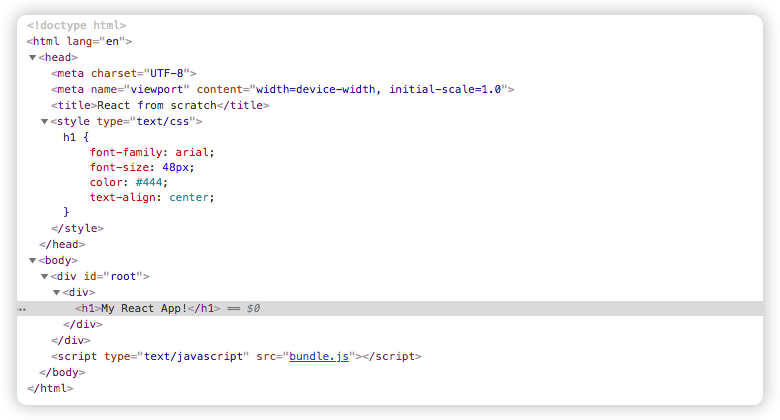 <!doctype html>
<html lang="en">
<head>
<meta charset="UTF-8">
<meta name="viewport" content="width=device-width, initial-scale=1.0">
<title>React from scratch</title>
<style type="text/css">
h1 {
font-family: arial;
font-size: 48px;
color: #444;
text-align: center;
}
</style>
</head>
<body>
<div id="root">
<div>
<h1>My React App!</h1> == $0
</div>
</div>
<script type="text/javascript" src="bundle.js"></script>
</body>
</html>